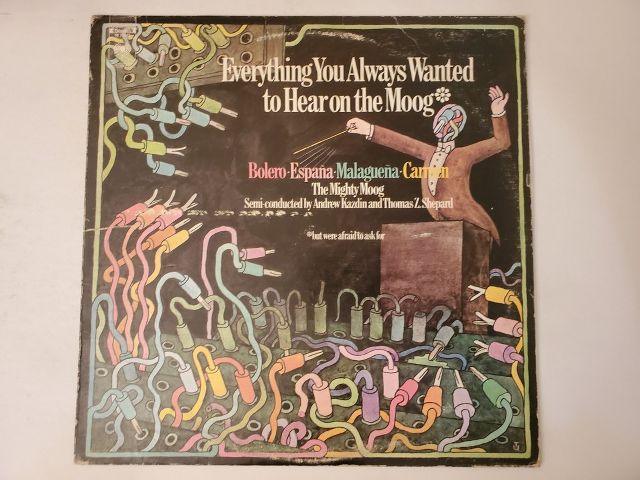 Everything You Always Wanted
to Hear on the Moog*
Bolero·España·Malagueña·Carmen
The Mighty Moog
Semi-conducted by Andrew Kazdin and Thomas Z. Shepard
*but were afraid to ask for